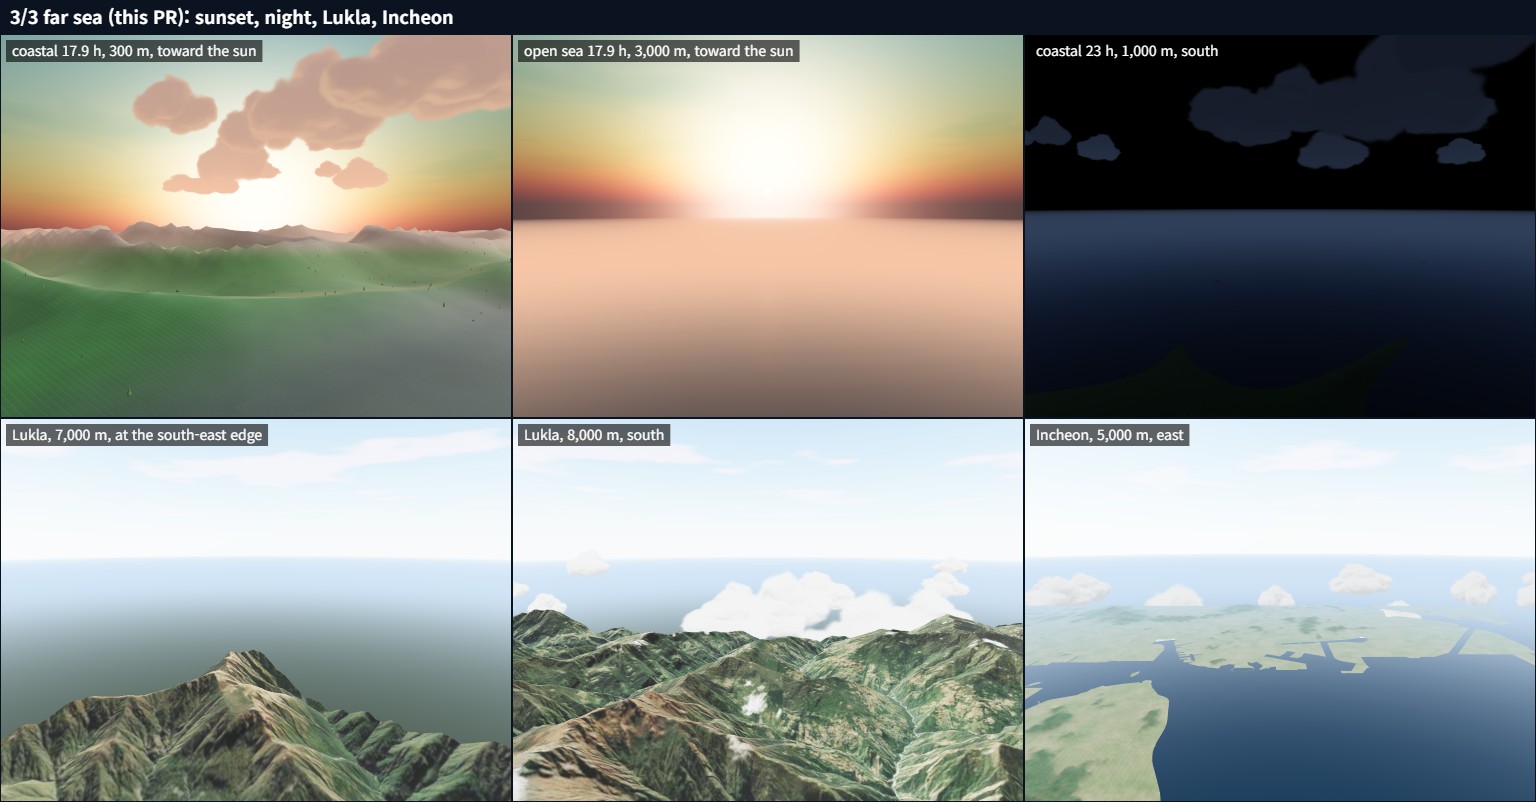 3/3 far sea (this PR): sunset, night, Lukla, Incheon
coastal 17.9 h, 300 m, toward the sun
open sea 17.9 h, 3,000 m, toward the sun
coastal 23 h, 1,000 m, south
Lukla, 7,000 m, at the south-east edge
Lukla, 8,000 m, south
Incheon, 5,000 m, east